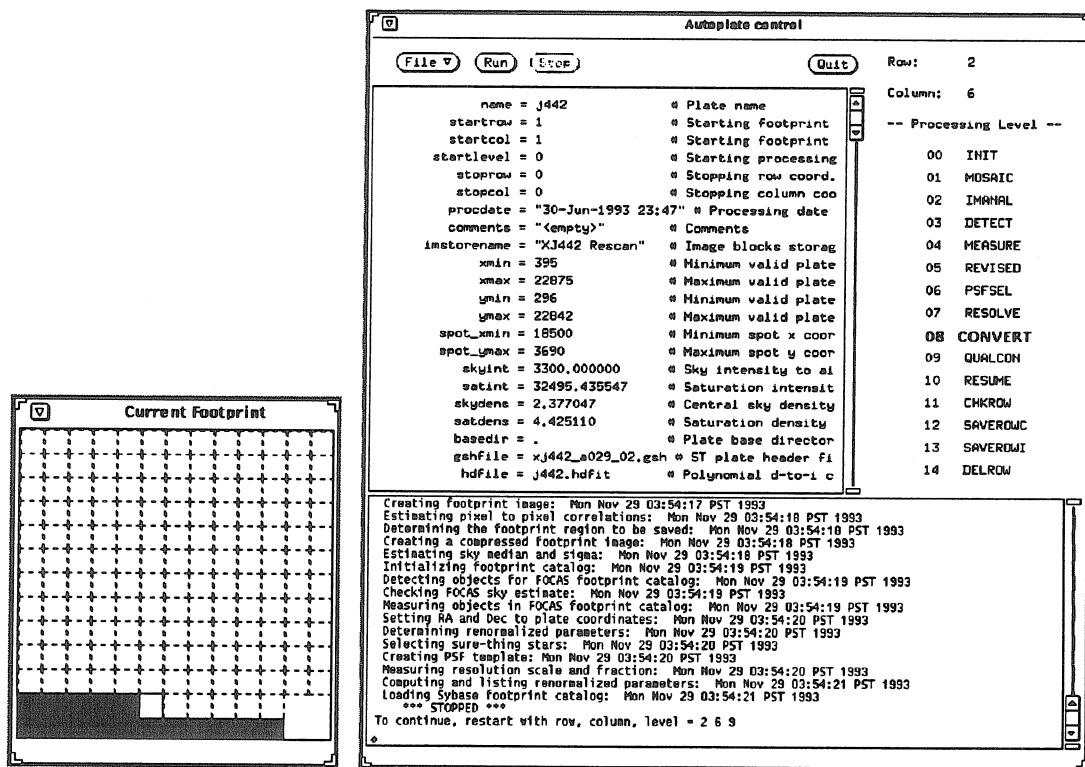 Autoplate control
File Run Stop Quit
Row: 2
Column: 6
-- Processing Level --
00 INIT
01 MOSAIC
02 IMANAL
03 DETECT
04 MEASURE
05 REVISED
06 PSFSEL
07 RESOLVE
08 CONVERT
09 QUALCON
10 RESUME
11 CHKROW
12 SAVEROWC
13 SAVEROWI
14 DELROW
name = j442 # Plate name
startrow = 1 # Starting footprint
startcol = 1 # Starting footprint
startlevel = 0 # Starting processing
stoprow = 0 # Stopping row coord.
stopcol = 0 # Stopping column coo
procdate = "30-Jun-1993 23:47" # Processing date
comments = "<empty>" # Comments
imstorename = "XJ442 Rescan" # Image blocks storag
xmin = 395 # Minimum valid plate
xmax = 22875 # Maximum valid plate
ymin = 296 # Minimum valid plate
ymax = 22842 # Maximum valid plate
spot_xmin = 18500 # Minimum spot x coor
spot_ymax = 3690 # Maximum spot y coor
skyint = 3300.000000 # Sky intensity to ai
satint = 32495.435547 # Saturation intensit
skydens = 2.377047 # Central sky density
satdens = 4.425110 # Saturation density
basedir = . # Plate base director
gshfile = xj442_a029_02.gsh # ST plate header fi
hdfile = j442.hdfit # Polynomial d-to-i c
Current Footprint
Creating footprint image: Mon Nov 29 03:54:17 PST 1993
Estimating pixel to pixel correlations: Mon Nov 29 03:54:18 PST 1993
Determining the footprint region to be saved: Mon Nov 29 03:54:18 PST 1993
Creating a compressed footprint image: Mon Nov 29 03:54:18 PST 1993
Estimating sky median and sigma: Mon Nov 29 03:54:18 PST 1993
Initializing footprint catalog: Mon Nov 29 03:54:19 PST 1993
Detecting objects for FOCAS footprint catalog: Mon Nov 29 03:54:19 PST 1993
Checking FOCAS sky estimate: Mon Nov 29 03:54:19 PST 1993
Measuring objects in FOCAS footprint catalog: Mon Nov 29 03:54:19 PST 1993
Setting RA and Dec to plate coordinates: Mon Nov 29 03:54:20 PST 1993
Determining renormalized parameters: Mon Nov 29 03:54:20 PST 1993
Selecting sure-thing stars: Mon Nov 29 03:54:20 PST 1993
Creating PSF template: Mon Nov 29 03:54:20 PST 1993
Measuring resolution scale and fraction: Mon Nov 29 03:54:20 PST 1993
Computing and listing renormalized parameters: Mon Nov 29 03:54:21 PST 1993
Loading Sybase footprint catalog: Mon Nov 29 03:54:21 PST 1993
*** STOPPED ***
To continue, restart with row, column, level = 2 6 9